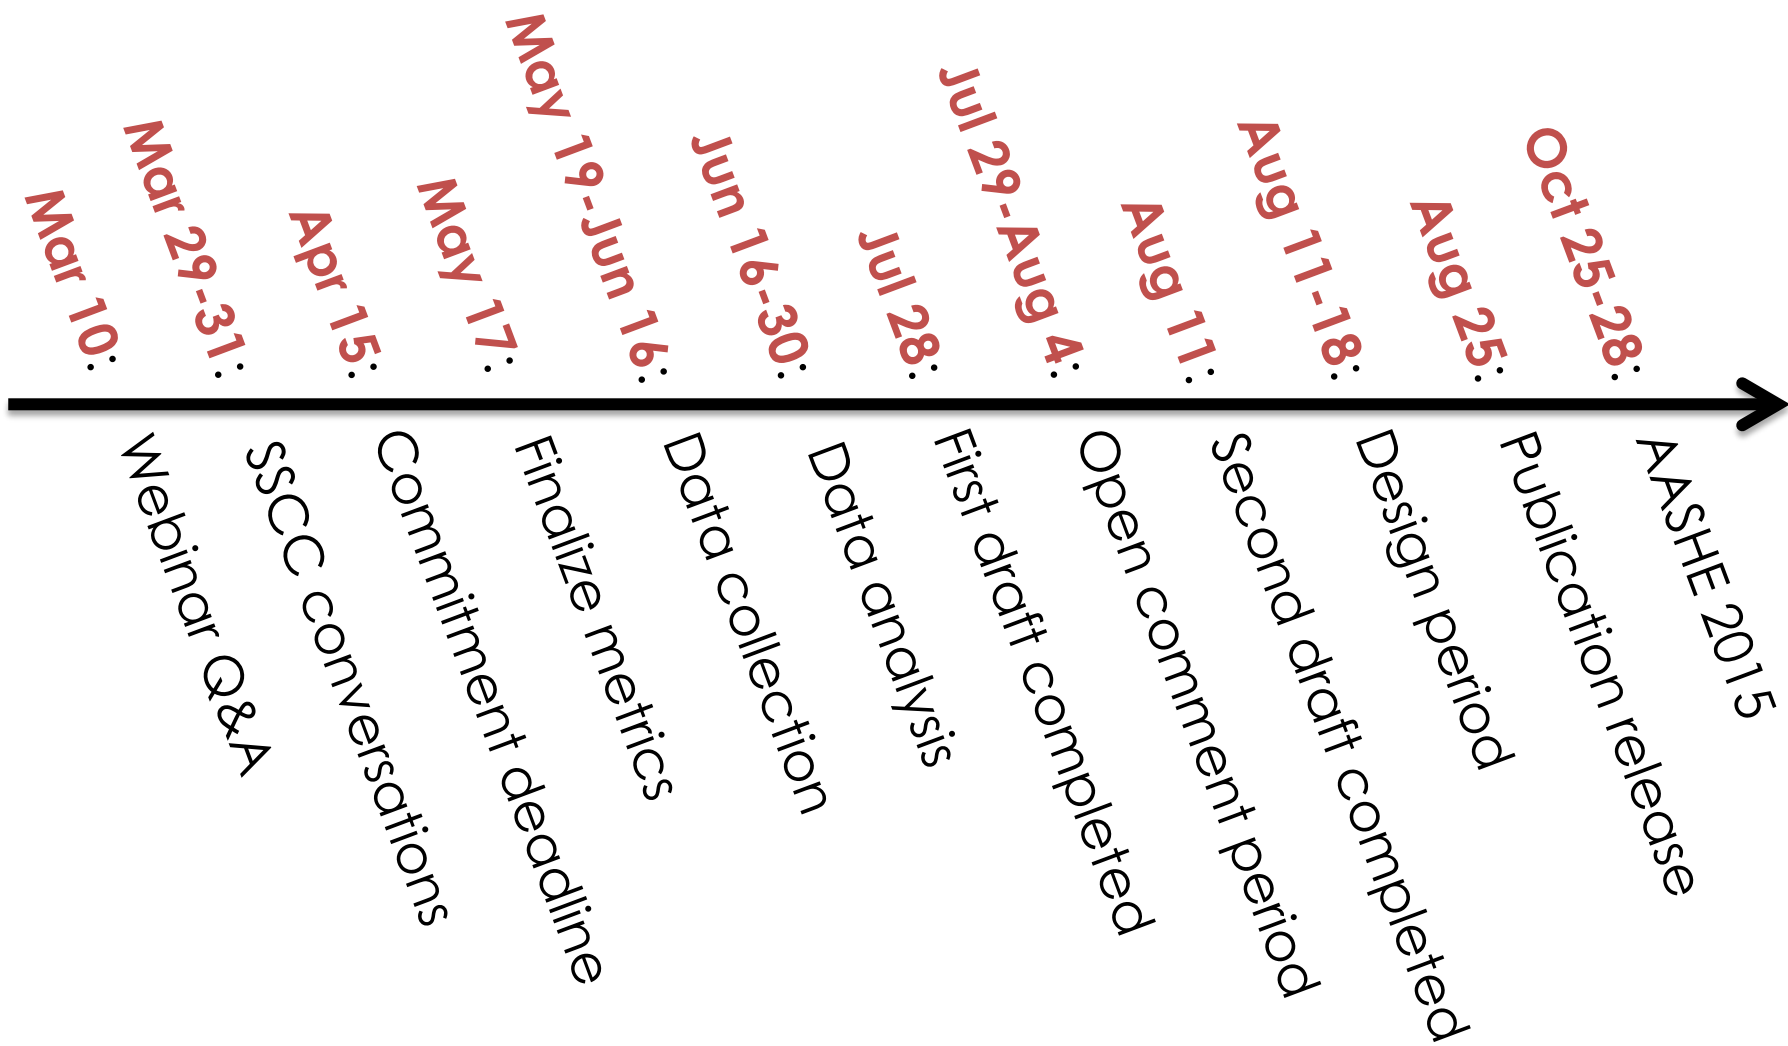 Mar 10: Webinar Q&A
Mar 29-31: SSCC conversations
Apr 15: Commitment deadline
May 17: Finalize metrics
May 19-Jun 16: Data collection
Jun 16-30: Data analysis
Jul 28: First draft completed
Jul 29-Aug 4: Open comment period
Aug 11: Second draft completed
Aug 11-18: Design period
Aug 25: Publication release
Oct 25-28: AASHE 2015